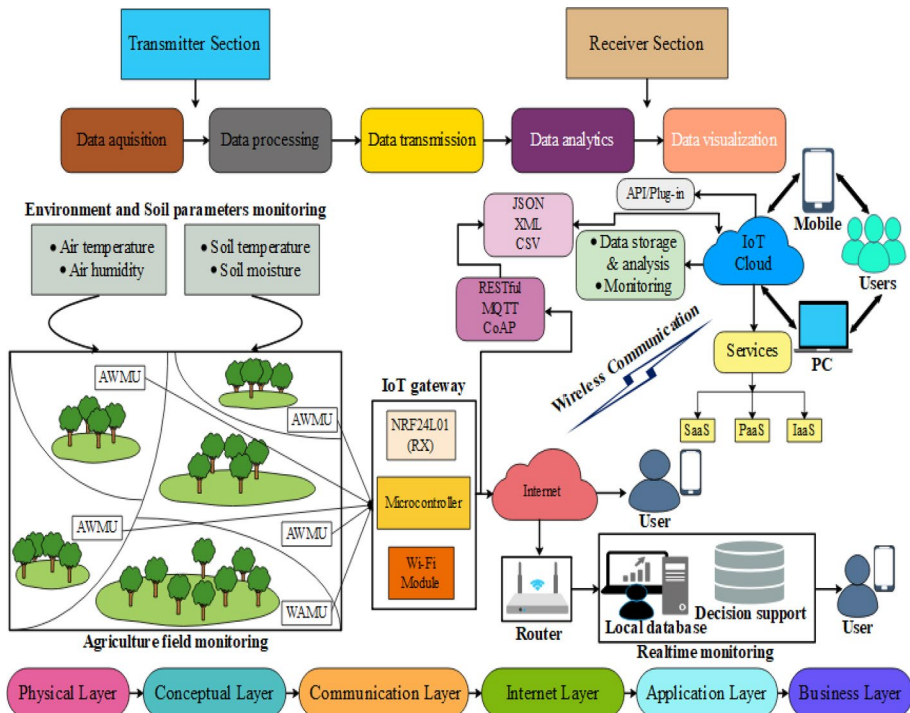 Transmitter Section
Receiver Section
Data aquisition
Data processing
Data transmission
Data analytics
Data visualization
Environment and Soil parameters monitoring
• Air temperature
• Air humidity
• Soil temperature
• Soil moisture
JSON
XML
CSV
API/Plug-in
• Data storage
& analysis
• Monitoring
RESTful
MQTT
CoAP
IoT
Cloud
Mobile
Users
PC
Wireless Communication
Services
SaaS
PaaS
IaaS
AWMU
AWMU
AWMU
AWMU
WAMU
Agriculture field monitoring
IoT gateway
NRF24L01
(RX)
Microcontroller
Wi-Fi
Module
Internet
User
Router
Local database
Decision support
Realtime monitoring
User
Physical Layer
Conceptual Layer
Communication Layer
Internet Layer
Application Layer
Business Layer